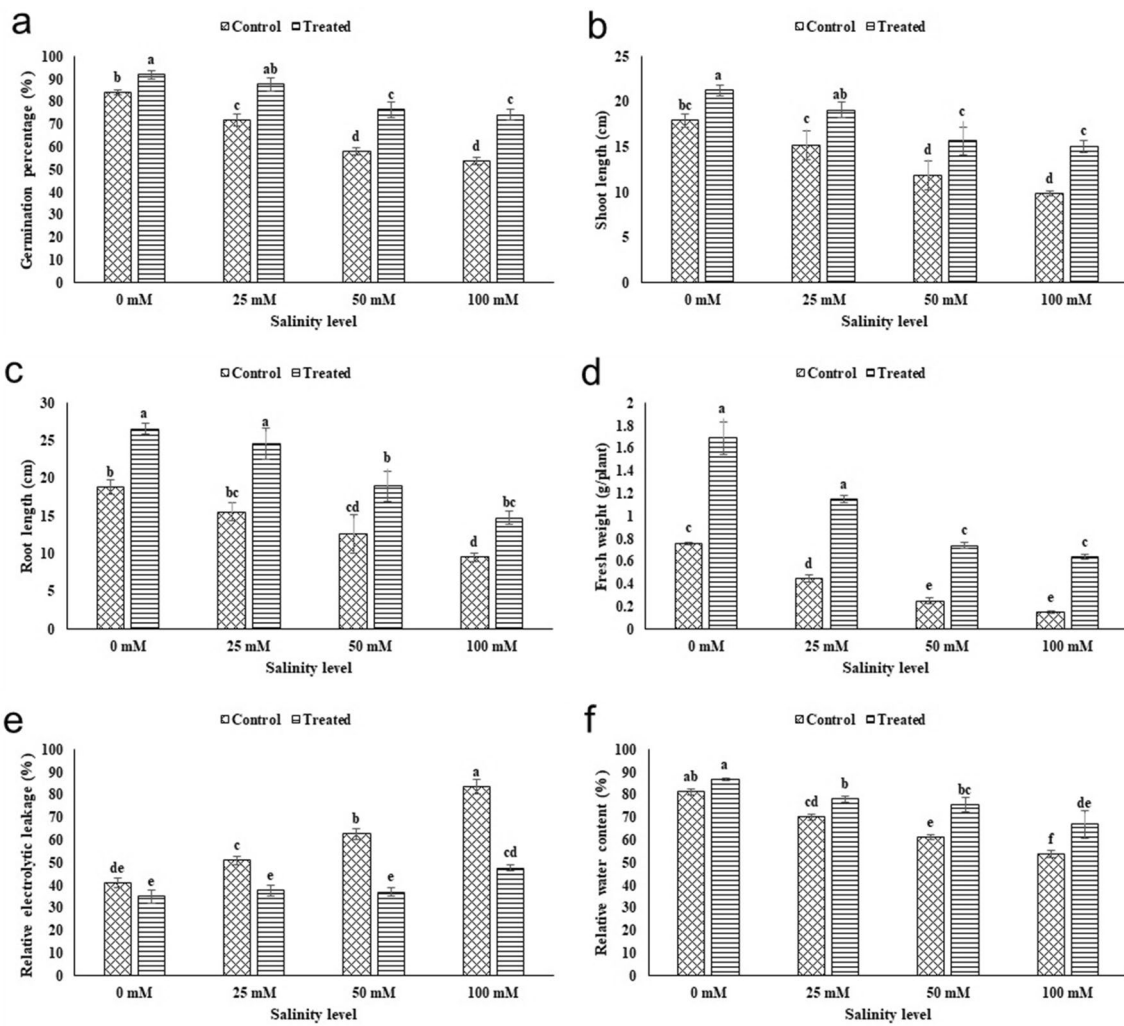 a
Control Treated
Germination percentage (%)
100
90
80
70
60
50
40
30
20
10
0
b a c ab d c d c
0 mM 25 mM 50 mM 100 mM
Salinity level
b
Control Treated
Shoot length (cm)
25
20
15
10
5
0
bc a c ab d c d c
0 mM 25 mM 50 mM 100 mM
Salinity level
c
Control Treated
Root length (cm)
30
25
20
15
10
5
0
b a bc a cd b d bc
0 mM 25 mM 50 mM 100 mM
Salinity level
d
Control Treated
Fresh weight (g/plant)
2
1.8
1.6
1.4
1.2
1
0.8
0.6
0.4
0.2
0
c a d a e c e c
0 mM 25 mM 50 mM 100 mM
Salinity level
e
Control Treated
Relative electrolytic leakage (%)
100
90
80
70
60
50
40
30
20
10
0
de e c e b e a cd
0 mM 25 mM 50 mM 100 mM
Salinity level
f
Control Treated
Relative water content (%)
100
90
80
70
60
50
40
30
20
10
0
ab a cd b e bc f de
0 mM 25 mM 50 mM 100 mM
Salinity level